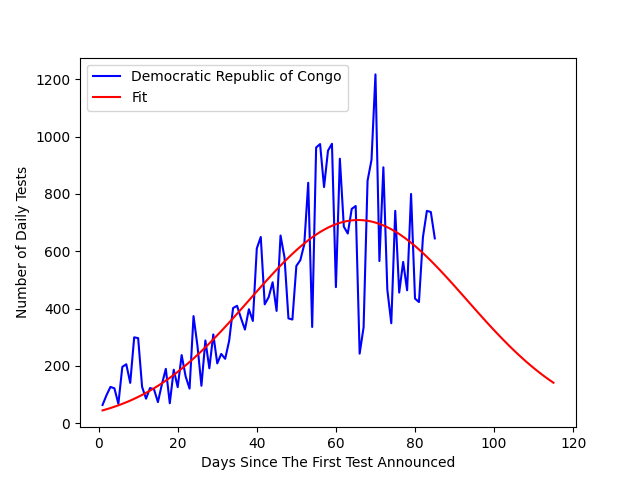 Democratic Republic of Congo
Fit
1200
1000
800
600
400
200
0
Number of Daily Tests
0 20 40 60 80 100 120
Days Since The First Test Announced